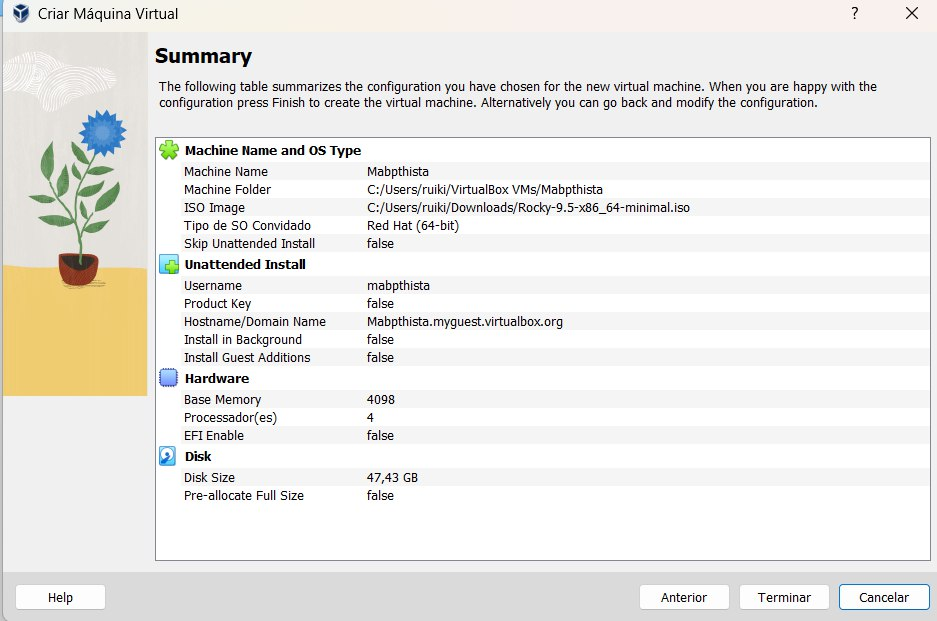 Criar Máquina Virtual
?
Summary
The following table summarizes the configuration you have chosen for the new virtual machine. When you are happy with the
configuration press Finish to create the virtual machine. Alternatively you can go back and modify the configuration.
Machine Name and OS Type
Machine Name Mabpthista
Machine Folder C:/Users/ruiki/VirtualBox VMs/Mabpthista
ISO Image C:/Users/ruiki/Downloads/Rocky-9.5-x86_64-minimal.iso
Tipo de SO Convidado Red Hat (64-bit)
Skip Unattended Install false
Unattended Install
Username mabpthista
Product Key false
Hostname/Domain Name Mabpthista.myguest.virtualbox.org
Install in Background false
Install Guest Additions false
Hardware
Base Memory 4098
Processador(es) 4
EFI Enable false
Disk
Disk Size 47,43 GB
Pre-allocate Full Size false
Help Anterior Terminar Cancelar